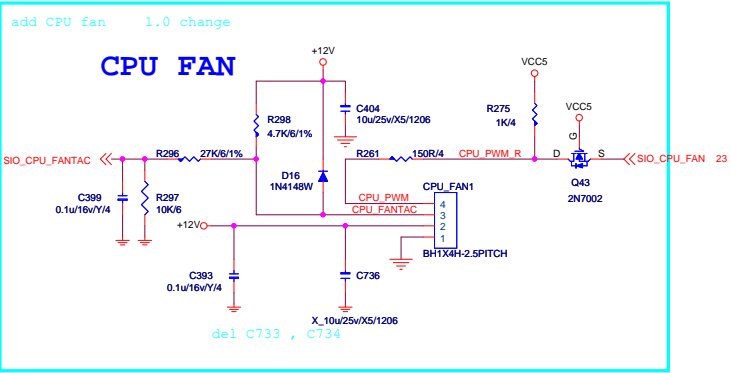 add CPU fan 1.0 change
CPU FAN
+12V
VCC5
R298
4.7K/6/1%
C404
10u/25v/X5/1206
R275
1K/4
VCC5
SIO_CPU_FANTAC
R296
27K/6/1%
R261
150R/4
CPU_PWM_R
D
G
S
SIO_CPU_FAN 23
Q43
2N7002
D16
1N4148W
C399
0.1u/16v/Y/4
R297
10K/6
CPU_PWM
CPU_FANTAC
CPU_FAN1
4
3
2
1
BH1X4H-2.5PITCH
+12V
C393
0.1u/16v/Y/4
C736
X_10u/25v/X5/1206
del C733 , C734